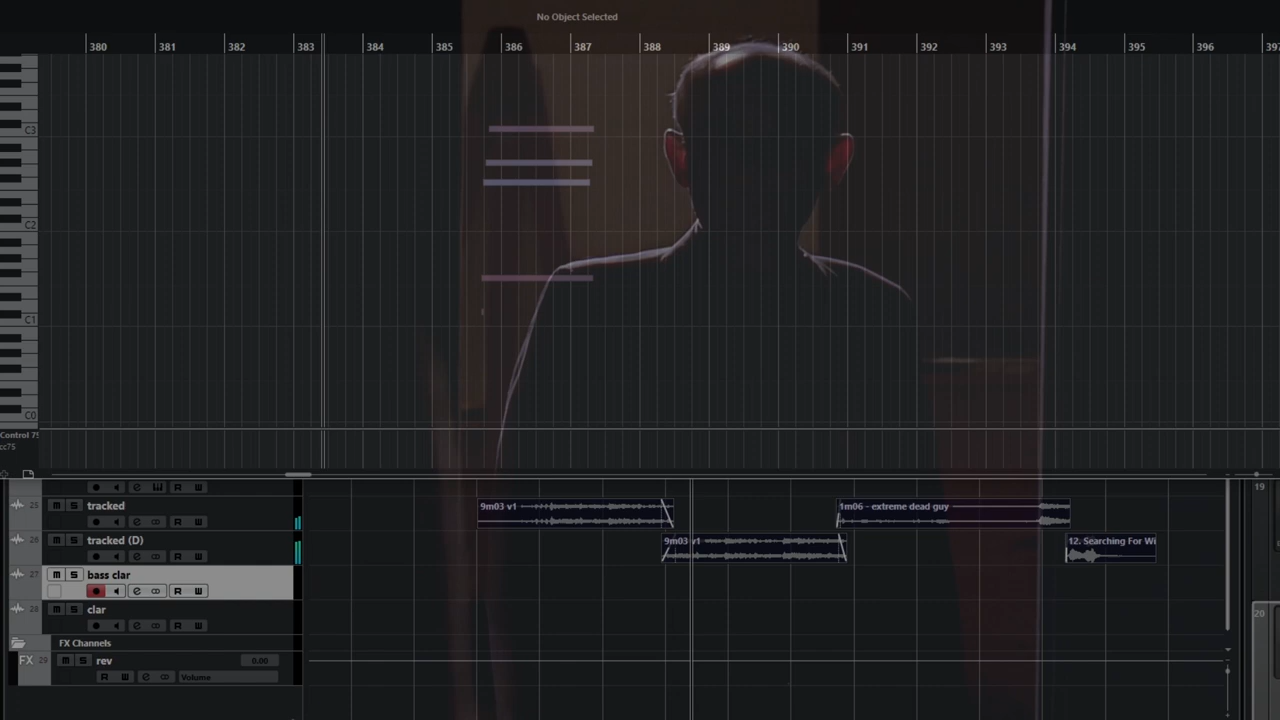 No Object Selected
380 381 382 383 384 385 386 387 388 389 390 391 392 393 394 395 396 397
C3
C2
C1
C0
Control 75
cc75
25 M S tracked R W
9m03 v1
1m06 - extreme dead guy
26 M S tracked (D) R W
9m03 v1
12. Searching For Wi
27 M S bass clar R W
28 M S clar R W
FX Channels
FX 29 M S rev 0.00
R W Volume
19
20